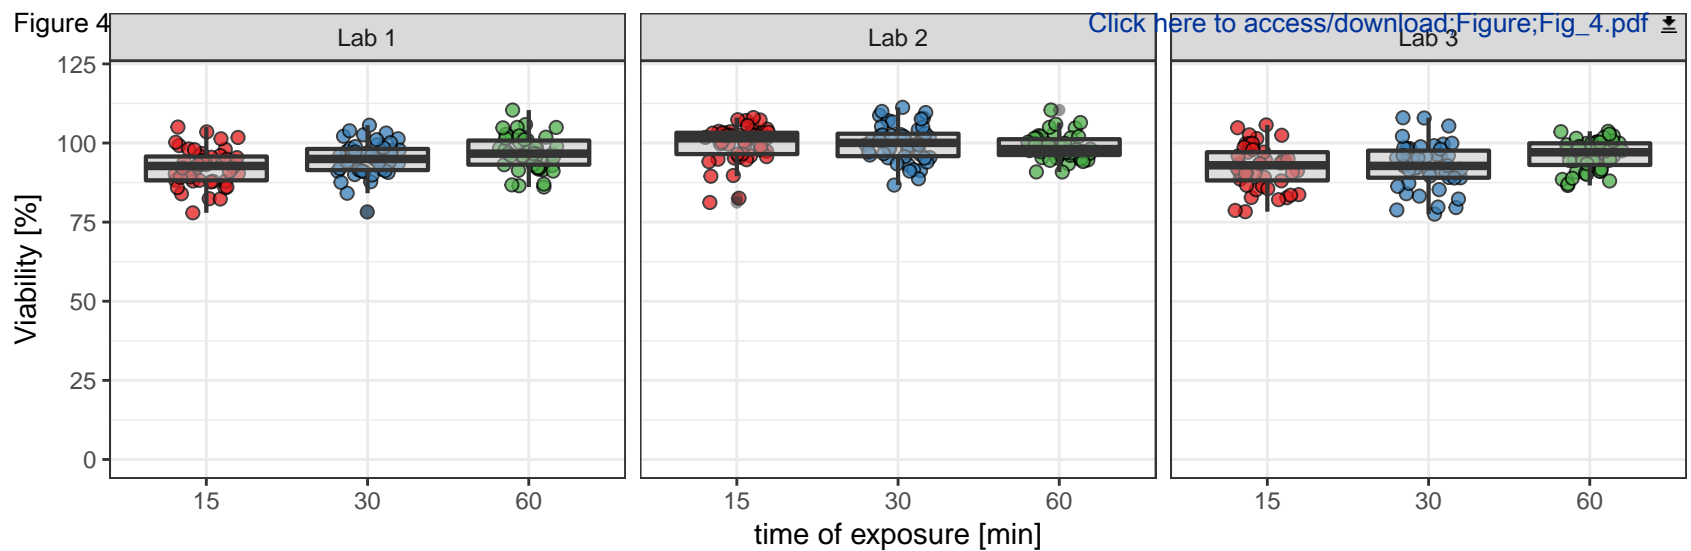 Figure 4
Click here to access/download;Figure;Fig_4.pdf
Lab 1
Lab 2
Lab 3
Viability [%]
125
100
75
50
25
0
15 30 60
15 30 60
15 30 60
time of exposure [min]